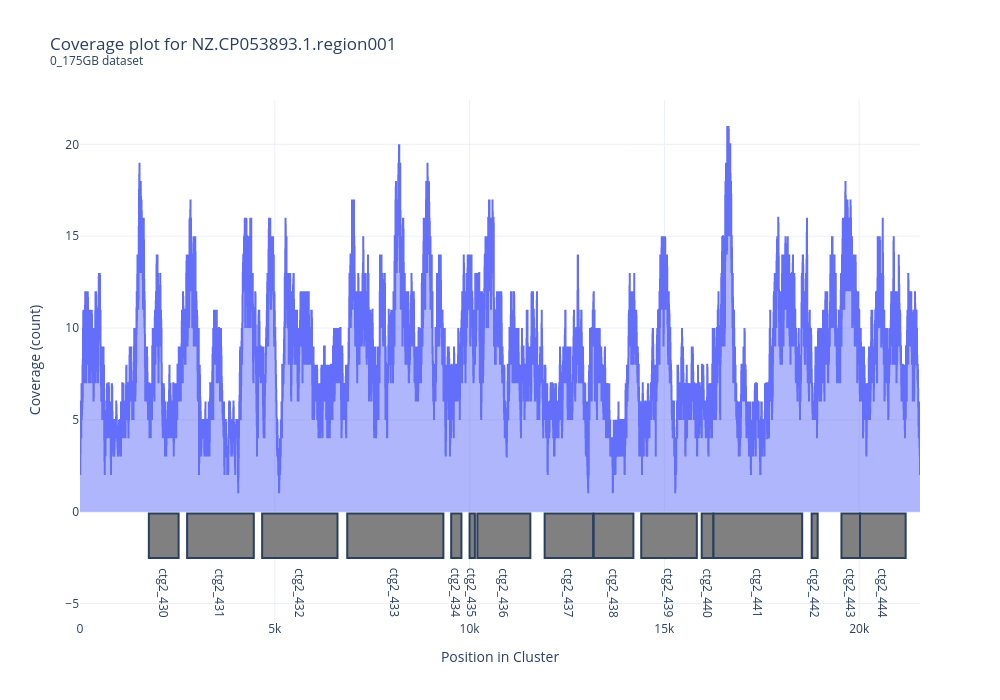 Coverage plot for NZ.CP053893.1.region001
0_175GB dataset
Coverage (count)
20
15
10
5
0
−5
ctg2_430
ctg2_431
ctg2_432
ctg2_433
ctg2_434
ctg2_435
ctg2_436
ctg2_437
ctg2_438
ctg2_439
ctg2_440
ctg2_441
ctg2_442
ctg2_443
ctg2_444
0
5k
10k
15k
20k
Position in Cluster